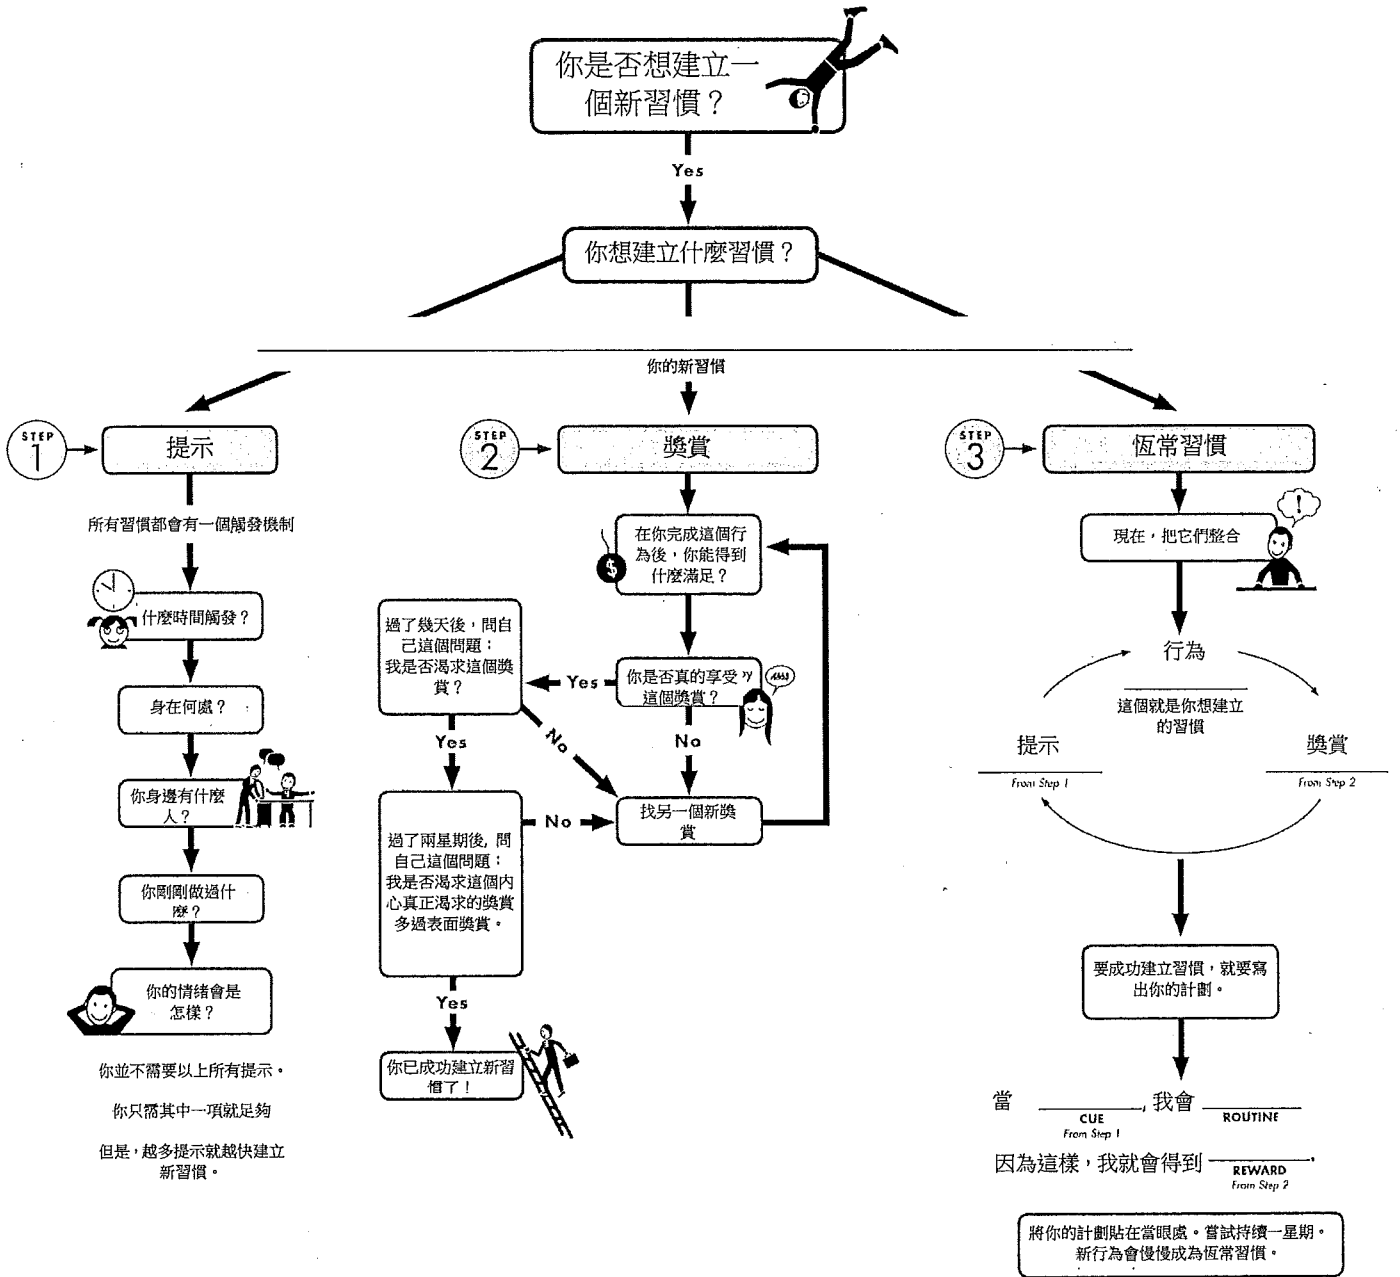 你是否想建立一
個新習慣？
Yes
你想建立什麼習慣？
你的新習慣
STEP
1
提示
所有習慣都會有一個觸發機制
什麼時間觸發？
身在何處？
你身邊有什麼
人？
你剛剛做過什
麼？
你的情緒會是
怎樣？
你並不需要以上所有提示。
你只需其中一項就足夠
但是，越多提示就越快建立
新習慣。
STEP
2
獎賞
在你完成這個行
為後，你能得到
什麼滿足？
$
你是否真的享受
這個獎賞？
Yes
No
過了幾天後，問自
己這個問題：
我是否渴求這個獎
賞？
Yes
No
找另一個新獎
賞
過了兩星期後, 問
自己這個問題：
我是否渴求這個內
心真正渴求的獎賞
多過表面獎賞。
No
Yes
你已成功建立新習
慣了！
STEP
3
恆常習慣
!
現在，把它們整合
行為
這個就是你想建立
的習慣
提示
From Step 1
獎賞
From Step 2
要成功建立習慣，就要寫
出你的計劃。
當 ________, 我會 ________
CUE ROUTINE
From Step 1
因為這樣，我就會得到 ________.
REWARD
From Step 2
將你的計劃貼在當眼處。嘗試持續一星期。
新行為會慢慢成為恆常習慣。